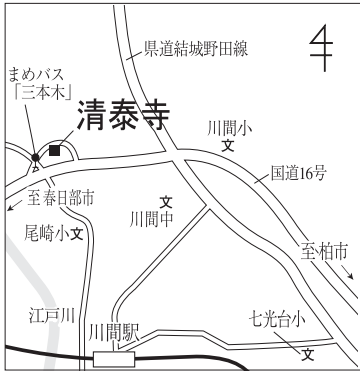 県道結城野田線
まめバス
「三本木」
清泰寺
川間小
文
国道16号
至春日部市
文
川間中
尾崎小文
至柏市
江戸川
川間駅
七光台小
文